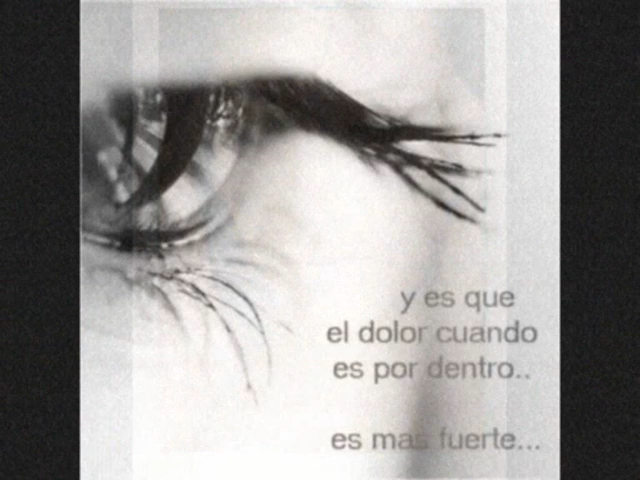 y es que
el dolor cuando
es por dentro..
es mas fuerte...